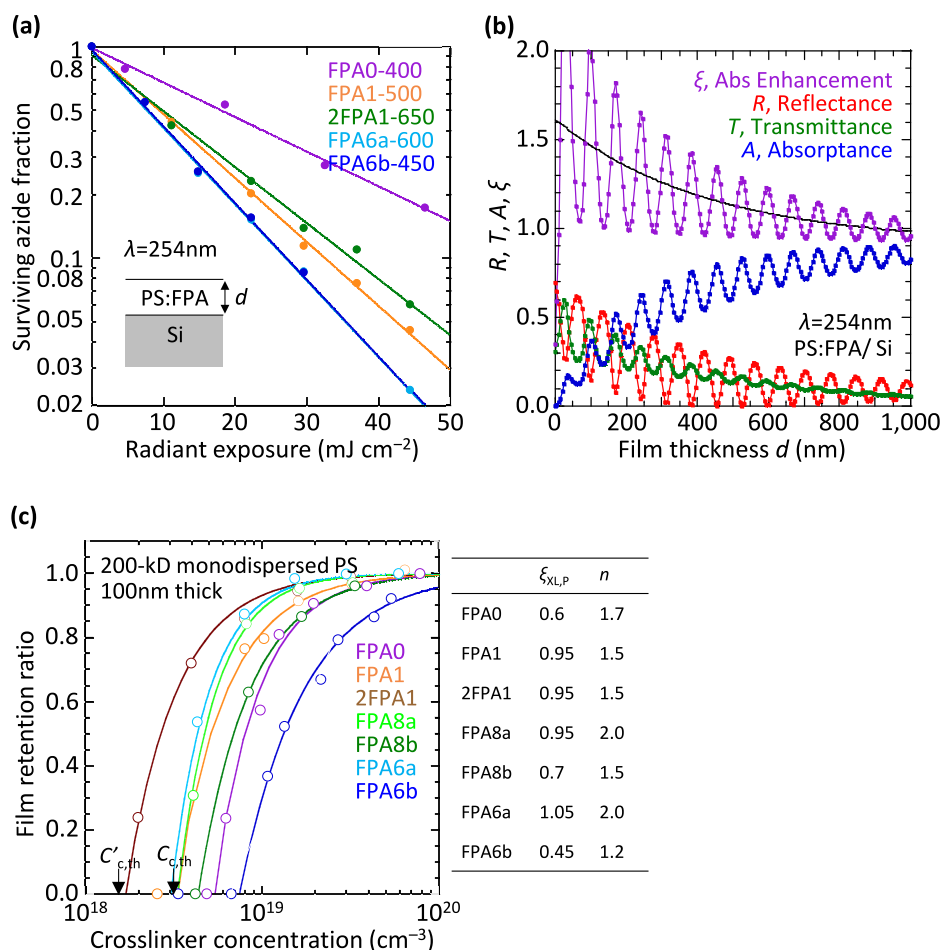 (a)
1
0.8
0.5
0.3
0.2
0.1
0.08
0.05
0.03
0.02
Surviving azide fraction
FPA0-400
FPA1-500
2FPA1-650
FPA6a-600
FPA6b-450
λ=254nm
PS:FPA
d
Si
0 10 20 30 40 50
Radiant exposure (mJ cm⁻²)
(b)
2.0
1.5
1.0
0.5
0.0
R, T, A, ξ
ξ, Abs Enhancement
R, Reflectance
T, Transmittance
A, Absorptance
λ=254nm
PS:FPA/ Si
0 200 400 600 800 1,000
Film thickness d (nm)
(c)
1.0
0.8
0.6
0.4
0.2
0.0
Film retention ratio
200-kD monodispersed PS
100nm thick
FPA0
FPA1
2FPA1
FPA8a
FPA8b
FPA6a
FPA6b
C′c,th Cc,th
10¹⁸ 10¹⁹ 10²⁰
Crosslinker concentration (cm⁻³)
ξXL,P n
FPA0 0.6 1.7
FPA1 0.95 1.5
2FPA1 0.95 1.5
FPA8a 0.95 2.0
FPA8b 0.7 1.5
FPA6a 1.05 2.0
FPA6b 0.45 1.2